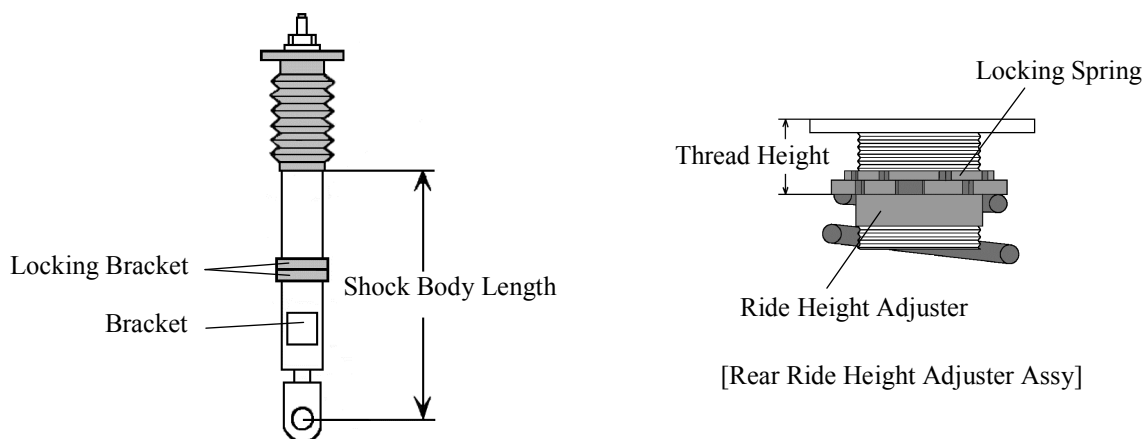 Locking Spring
Thread Height
Locking Bracket
Shock Body Length
Bracket
Ride Height Adjuster
[Rear Ride Height Adjuster Assy]